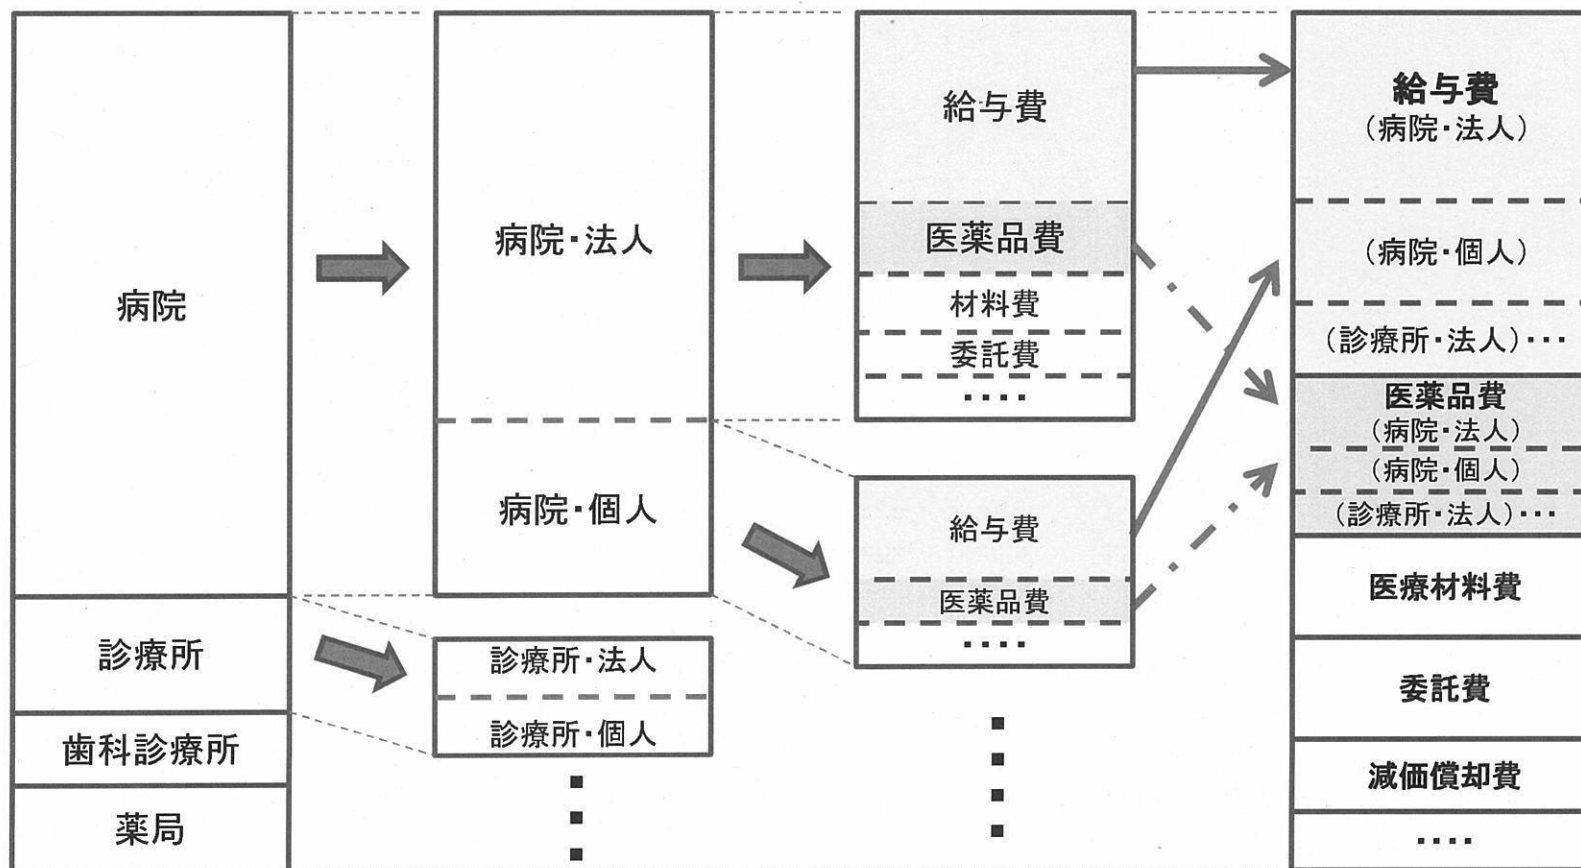 病院
診療所
歯科診療所
薬局
病院・法人
病院・個人
診療所・法人
診療所・個人
給与費
医薬品費
材料費
委託費
・・・・
給与費
医薬品費
・・・・
給与費
(病院・法人)
(病院・個人)
(診療所・法人)・・・
医薬品費
(病院・法人)
(病院・個人)
(診療所・法人)・・・
医療材料費
委託費
減価償却費
・・・・